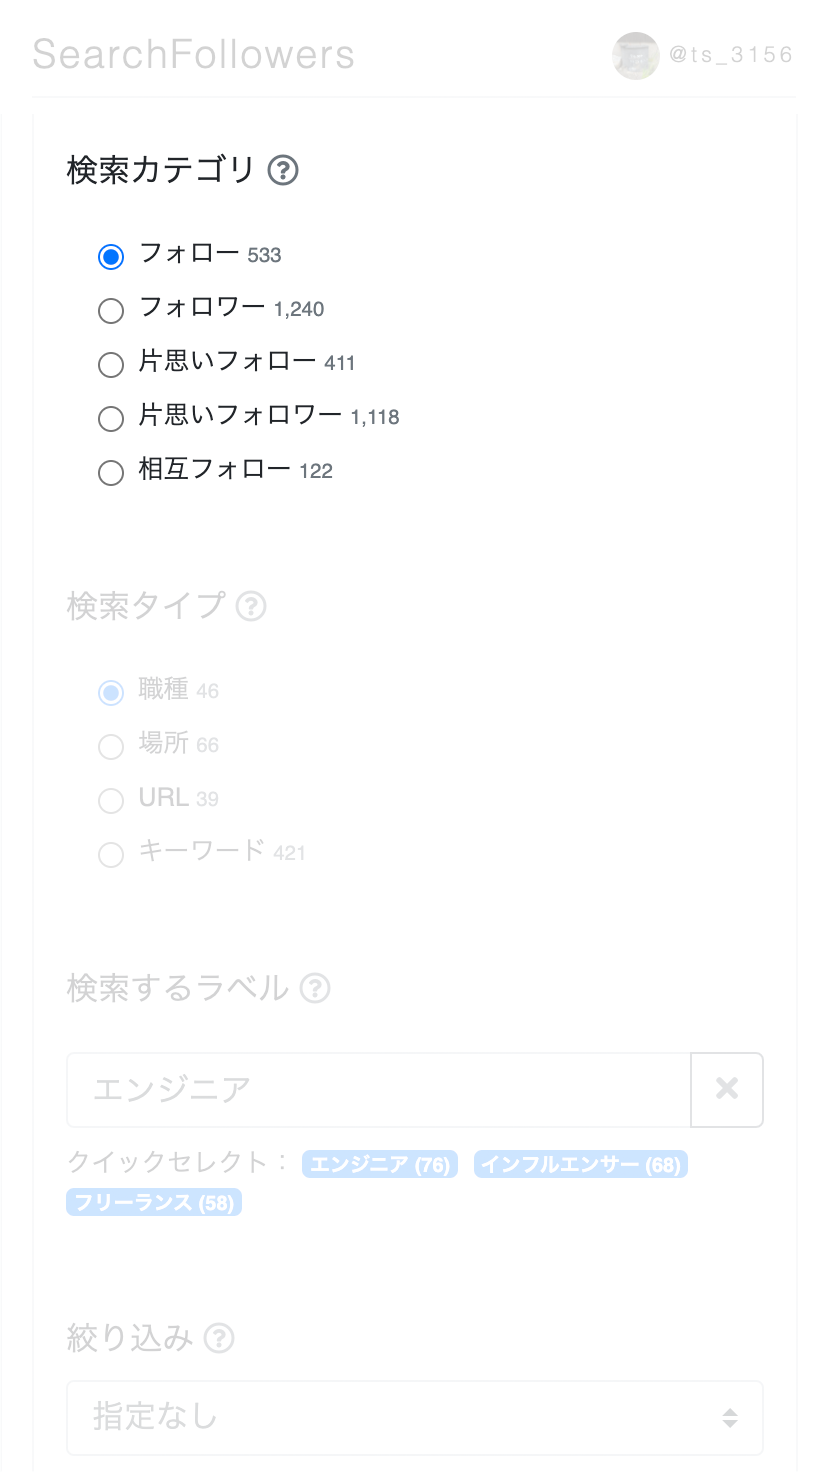 SearchFollowers @ts_3156
検索カテゴリ ?
フォロー 533
フォロワー 1,240
片思いフォロー 411
片思いフォロワー 1,118
相互フォロー 122
検索タイプ ?
職種 46
場所 66
URL 39
キーワード 421
検索するラベル ?
エンジニア
クイックセレクト： エンジニア (76) インフルエンサー (68)
フリーランス (58)
絞り込み ?
指定なし